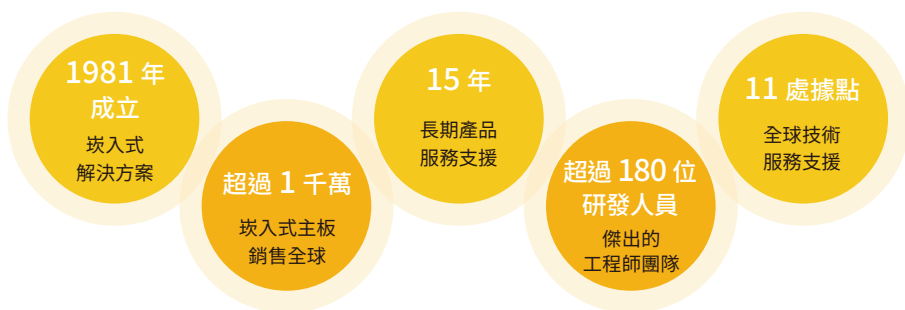 1981 年
成立
崁入式
解決方案
超過 1 千萬
崁入式主板
銷售全球
15 年
長期產品
服務支援
超過 180 位
研發人員
傑出的
工程師團隊
11 處據點
全球技術
服務支援